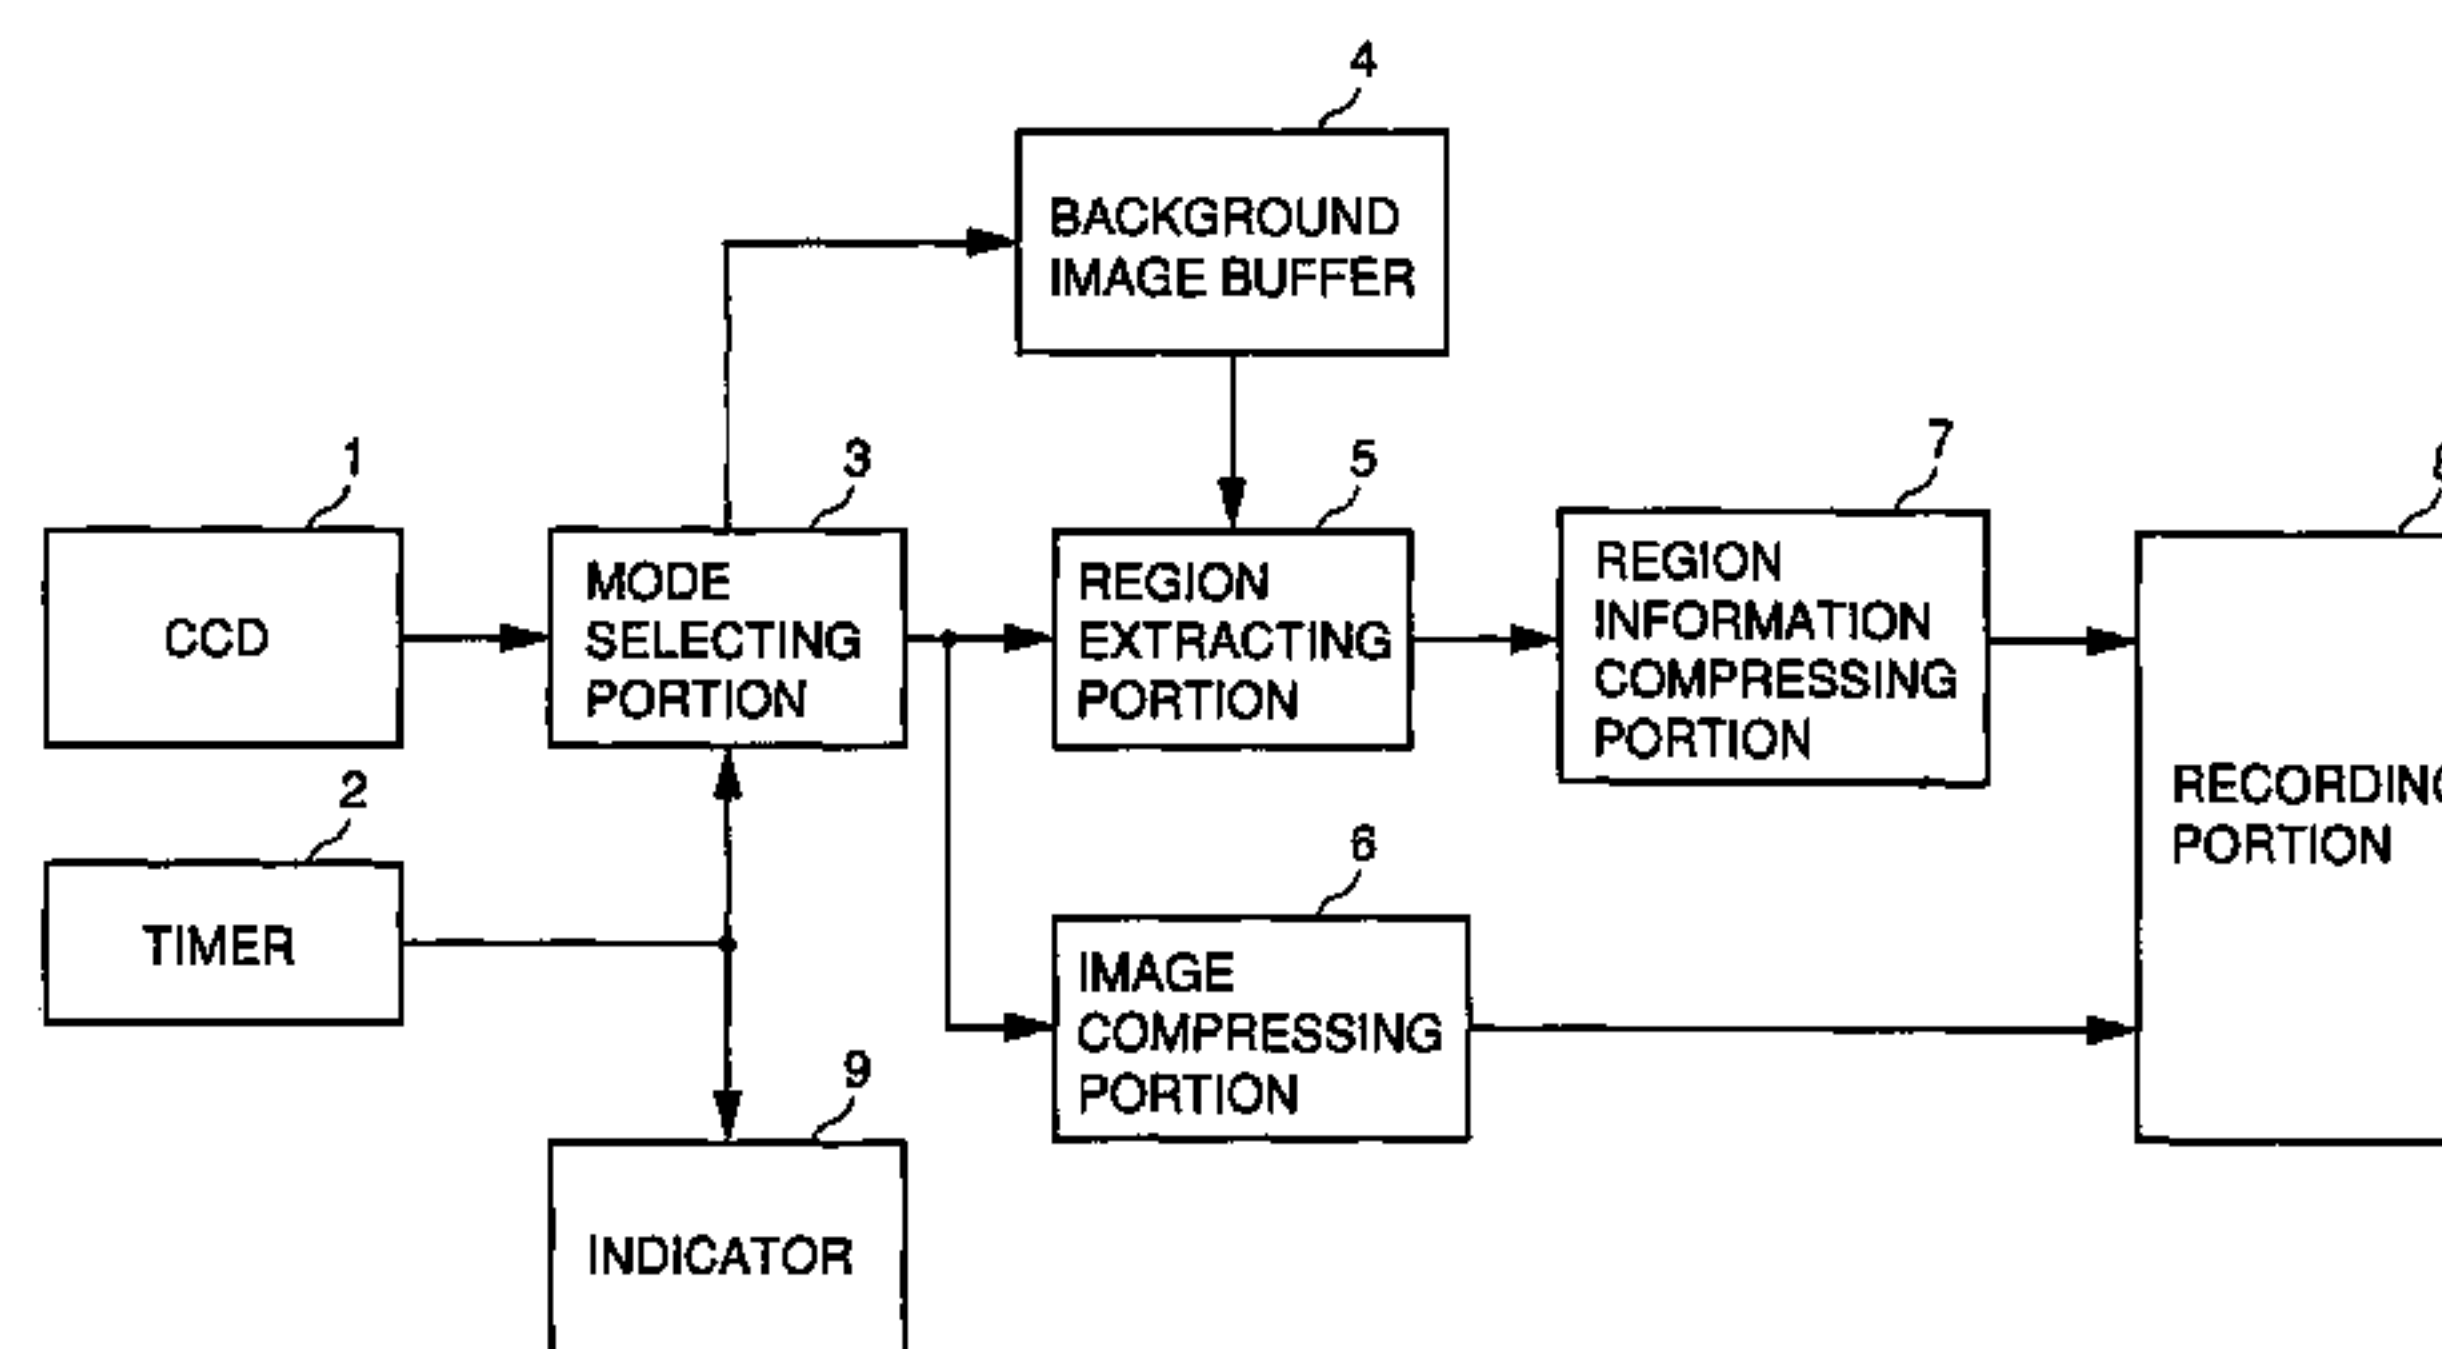 4
BACKGROUND
IMAGE BUFFER
1
CCD
3
MODE
SELECTING
PORTION
5
REGION
EXTRACTING
PORTION
7
REGION
INFORMATION
COMPRESSING
PORTION
PORTION
2
TIMER
6
IMAGE
COMPRESSING
PORTION
9
INDICATOR